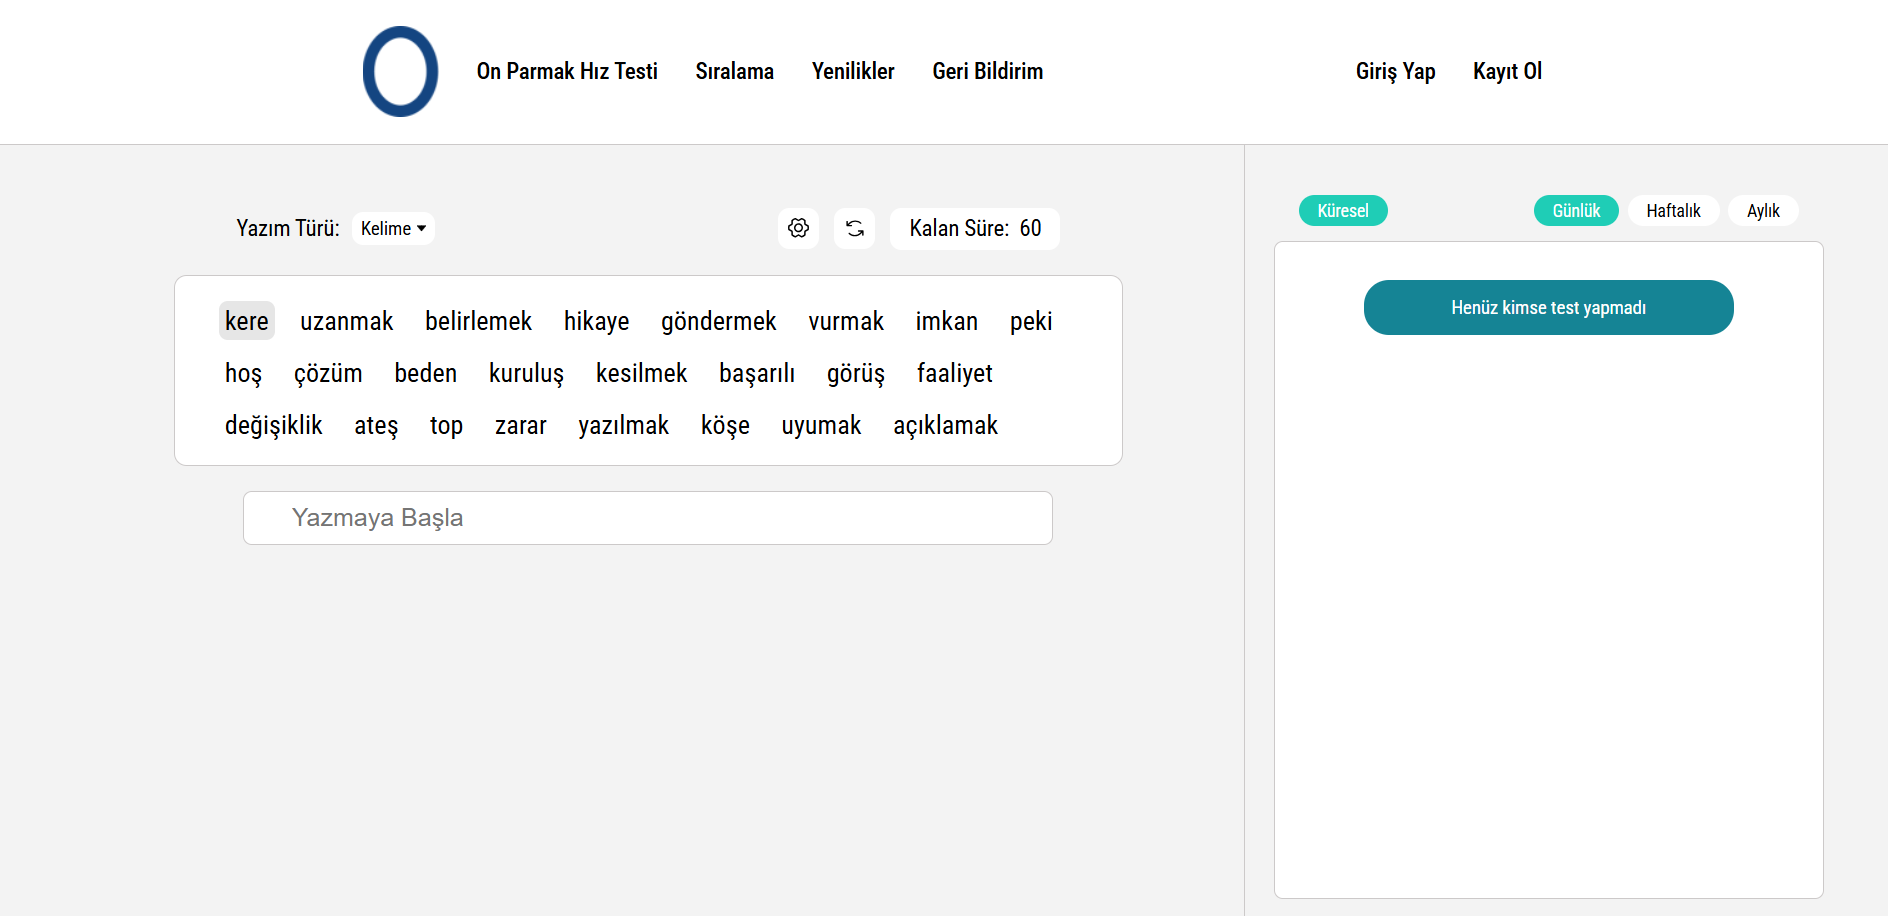 On Parmak Hız Testi Sıralama Yenilikler Geri Bildirim Giriş Yap Kayıt Ol
Yazım Türü: Kelime Kalan Süre: 60
kere uzanmak belirlemek hikaye göndermek vurmak imkan peki
hoş çözüm beden kuruluş kesilmek başarılı görüş faaliyet
değişiklik ateş top zarar yazılmak köşe uyumak açıklamak
Yazmaya Başla
Küresel Günlük Haftalık Aylık
Henüz kimse test yapmadı